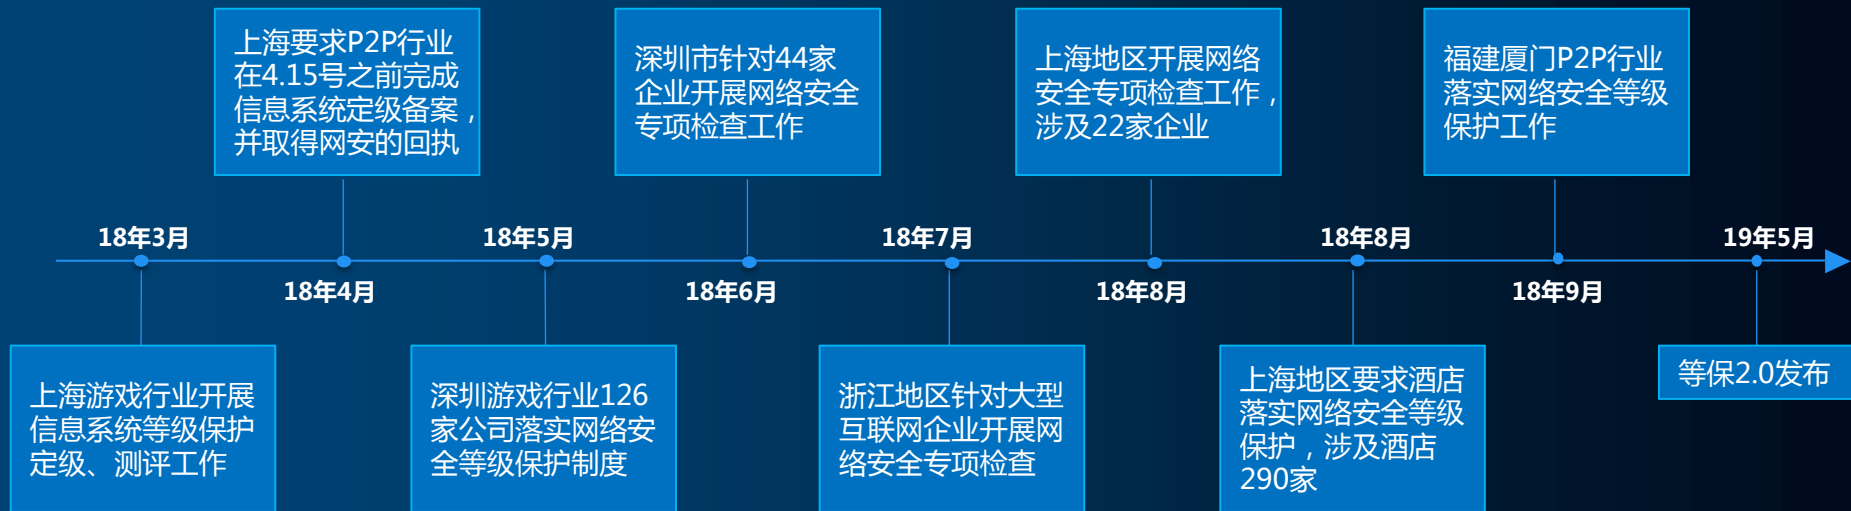 上海要求P2P行业
在4.15号之前完成
信息系统定级备案，
并取得网安的回执
深圳市针对44家
企业开展网络安全
专项检查工作
上海地区开展网络
安全专项检查工作，
涉及22家企业
福建厦门P2P行业
落实网络安全等级
保护工作
18年3月
18年5月
18年7月
18年8月
19年5月
18年4月
18年6月
18年8月
18年9月
上海游戏行业开展
信息系统等级保护
定级、测评工作
深圳游戏行业126
家公司落实网络安
全等级保护制度
浙江地区针对大型
互联网企业开展网
络安全专项检查
上海地区要求酒店
落实网络安全等级
保护，涉及酒店
290家
等保2.0发布